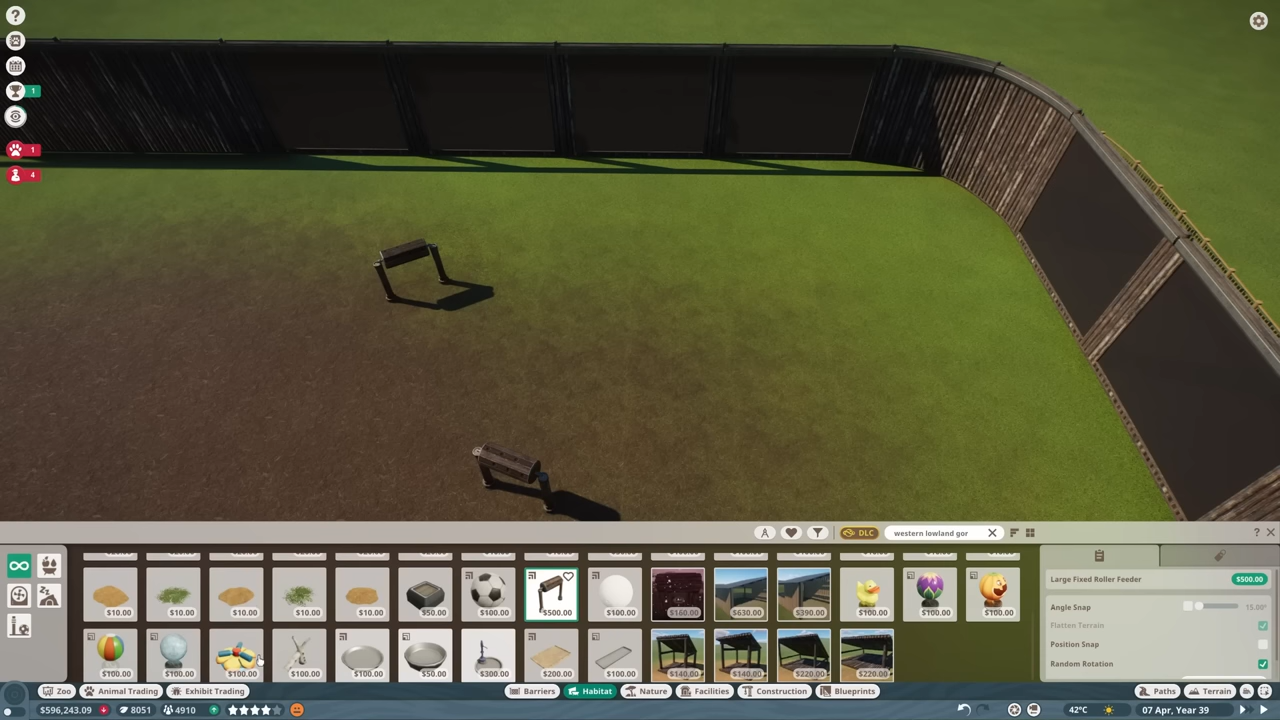 ?
1
1
4
DLC
western lowland gor
?
$10.00
$10.00
$10.00
$10.00
$10.00
$50.00
$100.00
$500.00
$100.00
$160.00
$630.00
$390.00
$100.00
$100.00
$100.00
$100.00
$100.00
$100.00
$100.00
$100.00
$100.00
$300.00
$200.00
$100.00
$140.00
$140.00
$220.00
$220.00
Large Fixed Roller Feeder
$500.00
Angle Snap
15.00°
Flatten Terrain
Position Snap
Random Rotation
Zoo
Animal Trading
Exhibit Trading
Barriers
Habitat
Nature
Facilities
Construction
Blueprints
Paths
Terrain
$596,243.09
8051
4910
42°C
07 Apr, Year 39